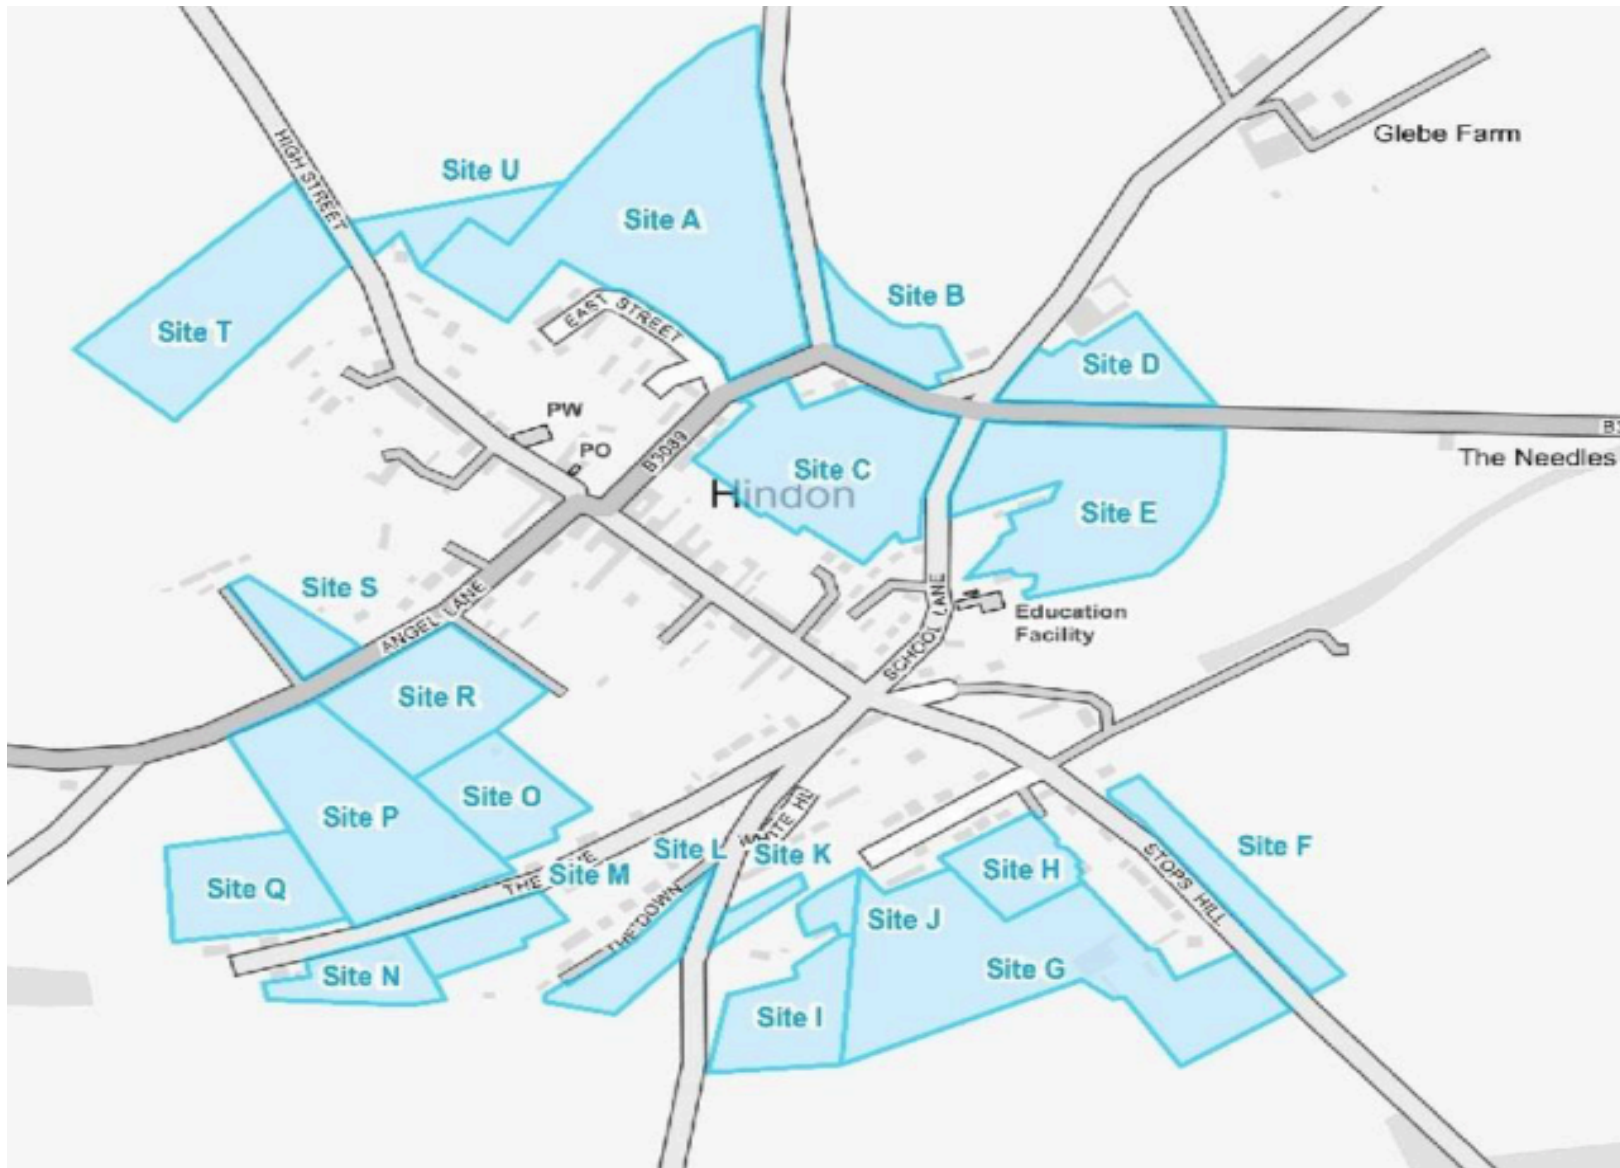 HIGH STREET
Site U
Site A
Glebe Farm
Site T
EAST STREET
Site B
Site D
PW
PO
B3089
Site C
Hindon
The Needles
Site E
Site S
ANGEL LANE
SCHOOL LANE
Education
Facility
Site R
Site O
Site P
Site L
Site K
Site F
STOPS HILL
Site Q
THE
Site M
THE DOWN
Site H
Site J
Site N
Site G
Site I